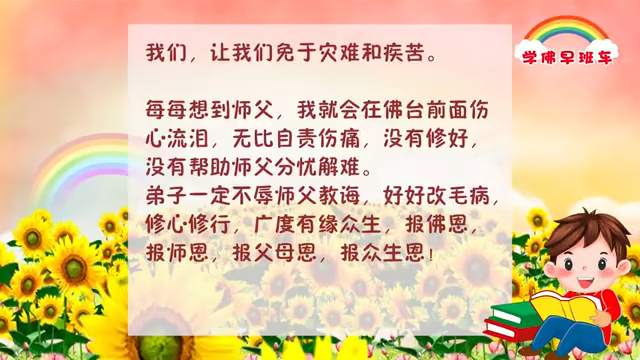 学佛早班车
我们，让我们免于灾难和疾苦。
每每想到师父，我就会在佛台前面伤
心流泪，无比自责伤痛，没有修好，
没有帮助师父分忧解难。
弟子一定不辱师父教诲，好好改毛病，
修心修行，广度有缘众生，报佛恩，
报师恩，报父母恩，报众生恩！